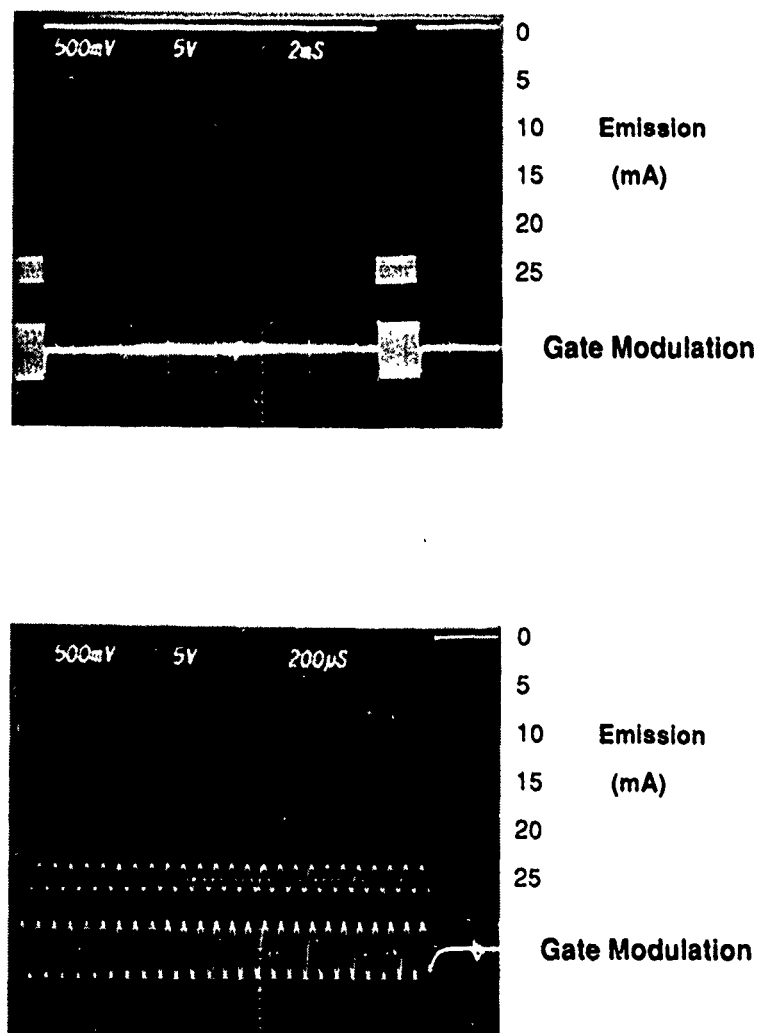 500mV 5V 2mS
0
5
10 Emission
15 (mA)
20
25
Gate Modulation
500mV 5V 200µS
0
5
10 Emission
15 (mA)
20
25
Gate Modulation